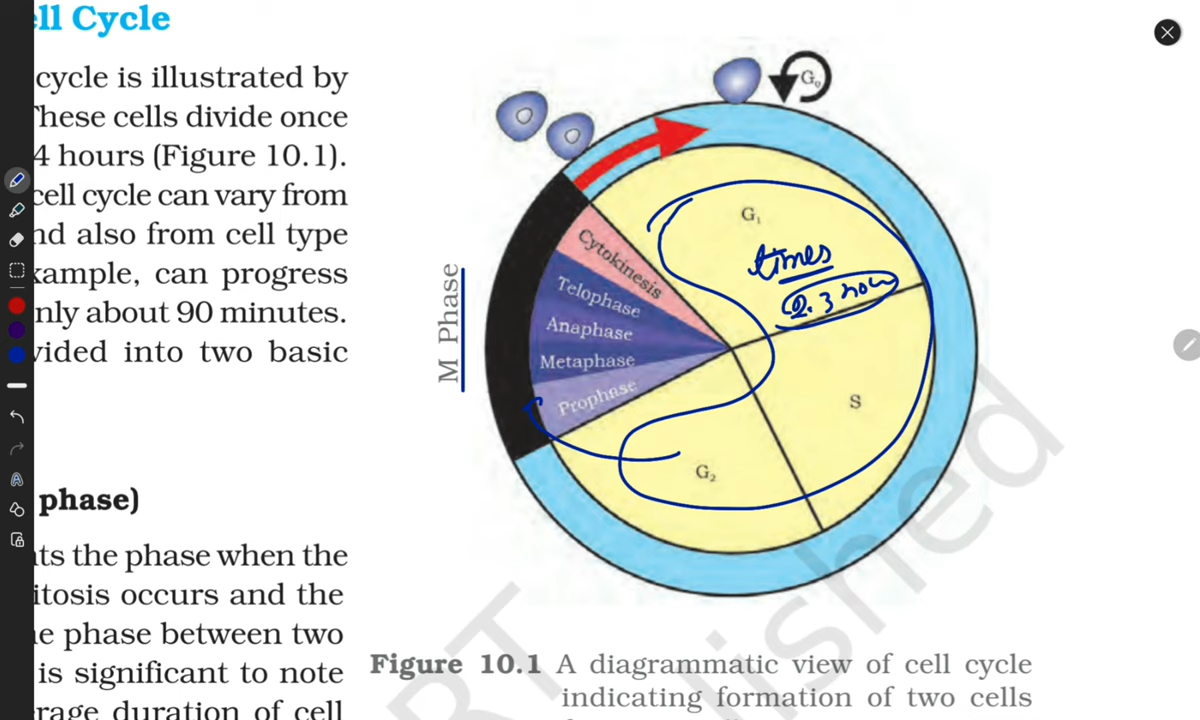 ell Cycle
cycle is illustrated by
These cells divide once
4 hours (Figure 10.1).
cell cycle can vary from
nd also from cell type
xample, can progress
nly about 90 minutes.
vided into two basic
phase)
ts the phase when the
itosis occurs and the
e phase between two
is significant to note
rage duration of cell
G₀
G₁
times
Cytokinesis
Telophase
Anaphase
Metaphase
Prophase
M Phase
S
G₂
Figure 10.1 A diagrammatic view of cell cycle
indicating formation of two cells